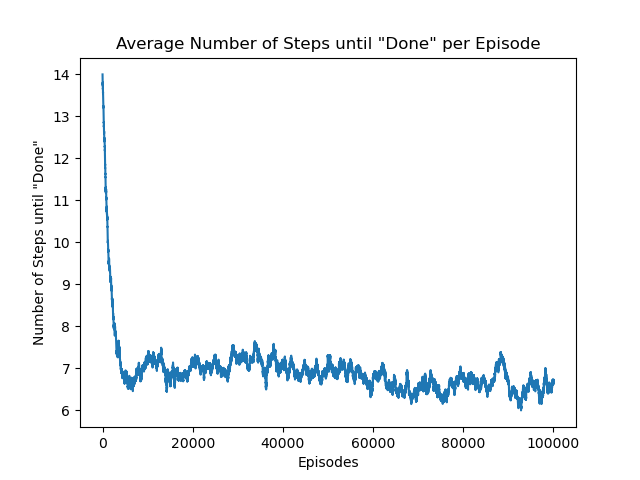 Average Number of Steps until "Done" per Episode
14
13
12
11
10
9
8
7
6
Number of Steps until "Done"
0 20000 40000 60000 80000 100000
Episodes